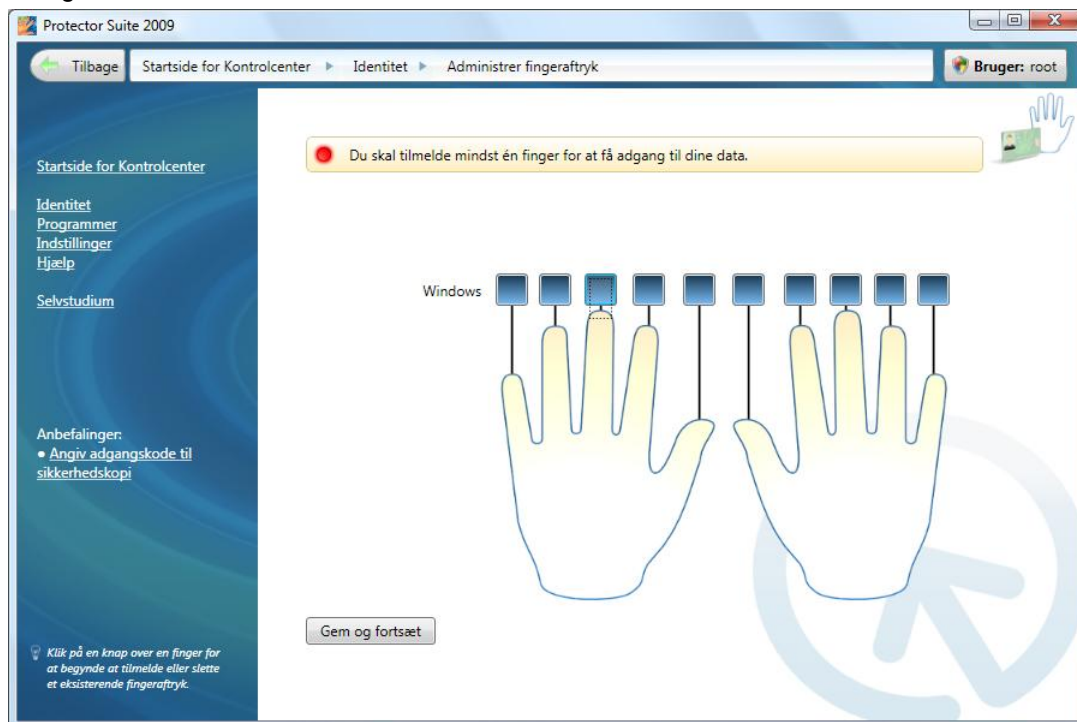 Protector Suite 2009
Tilbage
Startside for Kontrolcenter
Identitet
Administrer fingeraftryk
Bruger: root
Startside for Kontrolcenter
Identitet
Programmer
Indstillinger
Hjælp
Selvstudium
Anbefalinger:
● Angiv adgangskode til
sikkerhedskopi
Klik på en knap over en finger for
at begynde at tilmelde eller slette
et eksisterende fingeraftryk.
Du skal tilmelde mindst én finger for at få adgang til dine data.
Windows
Gem og fortsæt